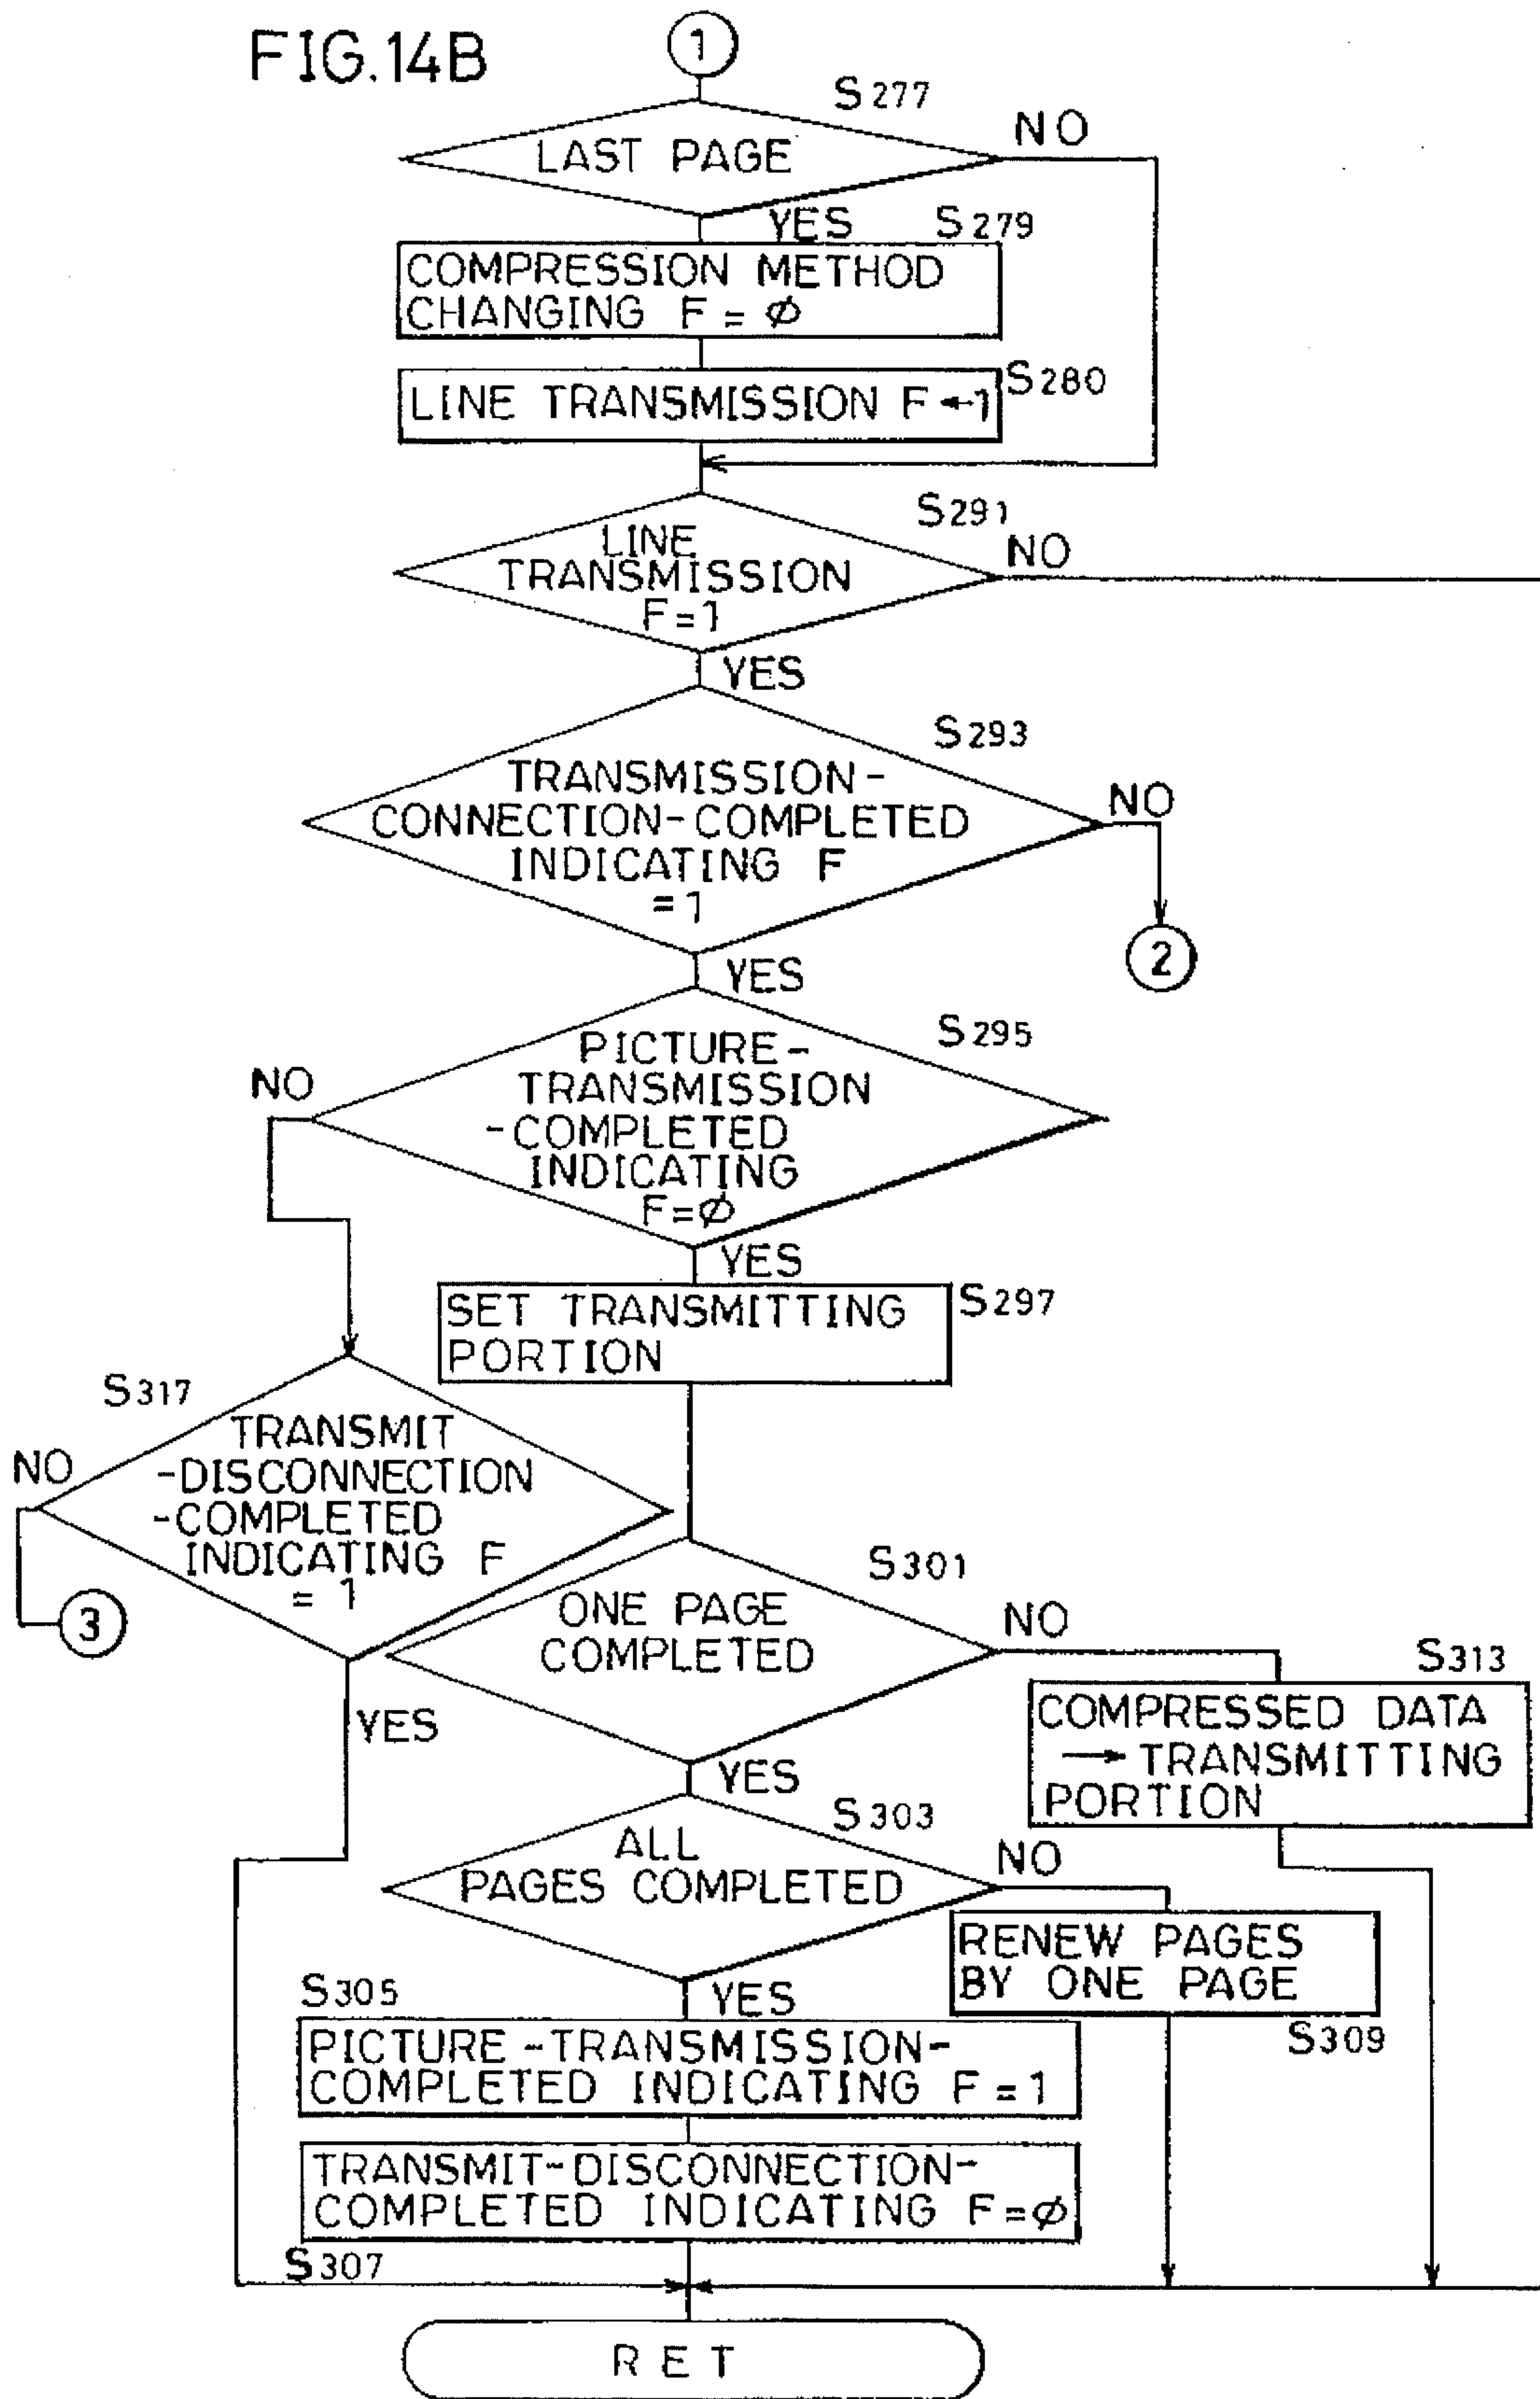 FIG.14B
1
S277
LAST PAGE
NO
YES
S279
COMPRESSION METHOD
CHANGING F = Ø
S280
LINE TRANSMISSION F ←1
S291
LINE
TRANSMISSION
F=1
NO
YES
S293
TRANSMISSION-
CONNECTION-COMPLETED
INDICATING F
=1
NO
2
YES
S295
PICTURE-
TRANSMISSION
-COMPLETED
INDICATING
F=Ø
NO
YES
SET TRANSMITTING
PORTION
S297
S317
TRANSMIT
-DISCONNECTION
-COMPLETED
INDICATING F
= 1
NO
3
YES
S301
ONE PAGE
COMPLETED
NO
S313
COMPRESSED DATA
→ TRANSMITTING
PORTION
YES
S303
ALL
PAGES COMPLETED
NO
RENEW PAGES
BY ONE PAGE
S309
YES
S305
PICTURE-TRANSMISSION-
COMPLETED INDICATING F = 1
TRANSMIT-DISCONNECTION-
COMPLETED INDICATING F=Ø
S307
RET